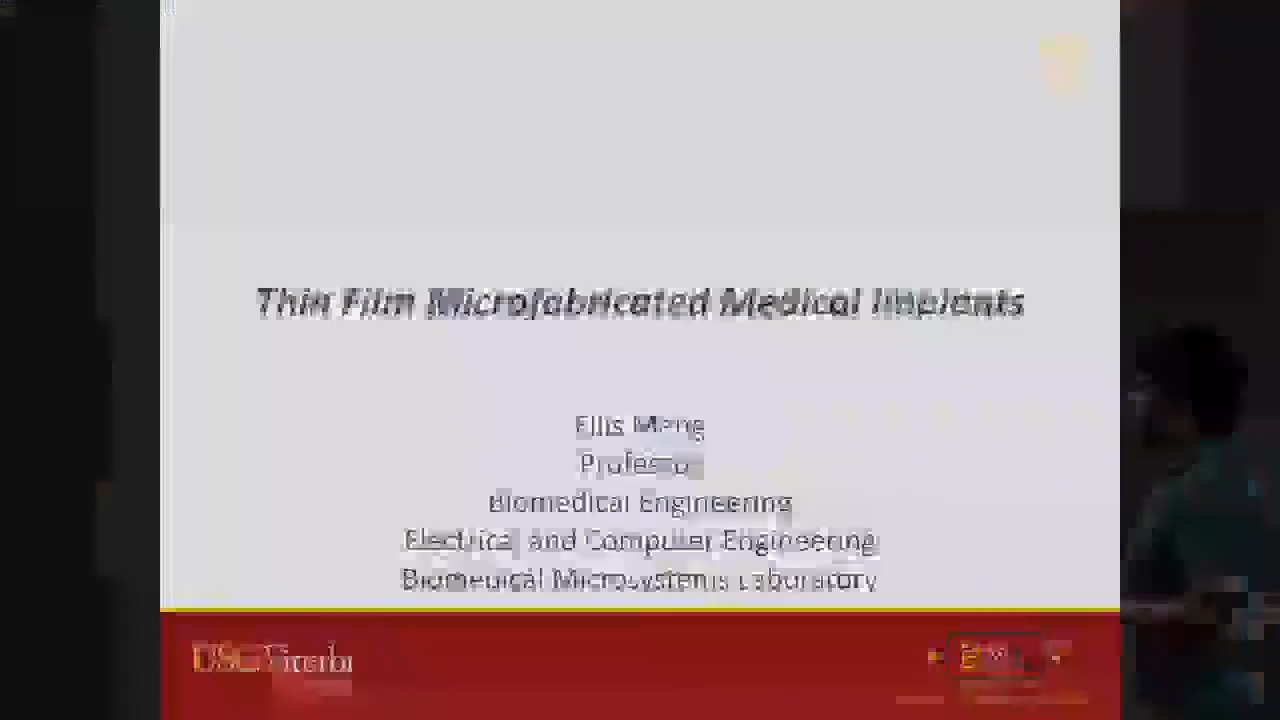 Thin Film Microfabricated Medical Implants
Ellis Meng
Professor
Biomedical Engineering
Electrical and Computer Engineering
Biomedical Microsystems Laboratory
USC Viterbi